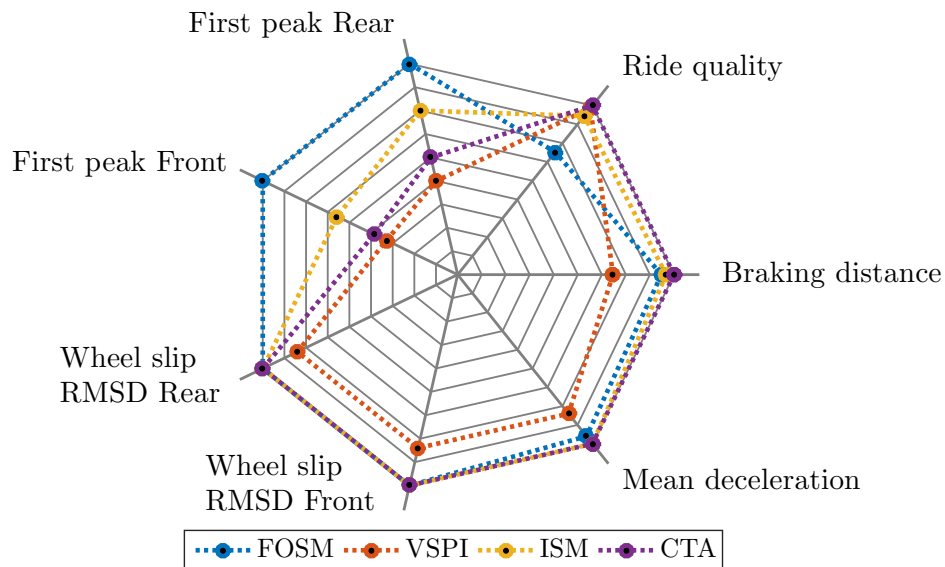 First peak Rear
Ride quality
First peak Front
Braking distance
Wheel slip
RMSD Rear
Wheel slip
RMSD Front
Mean deceleration
FOSM VSPI ISM CTA